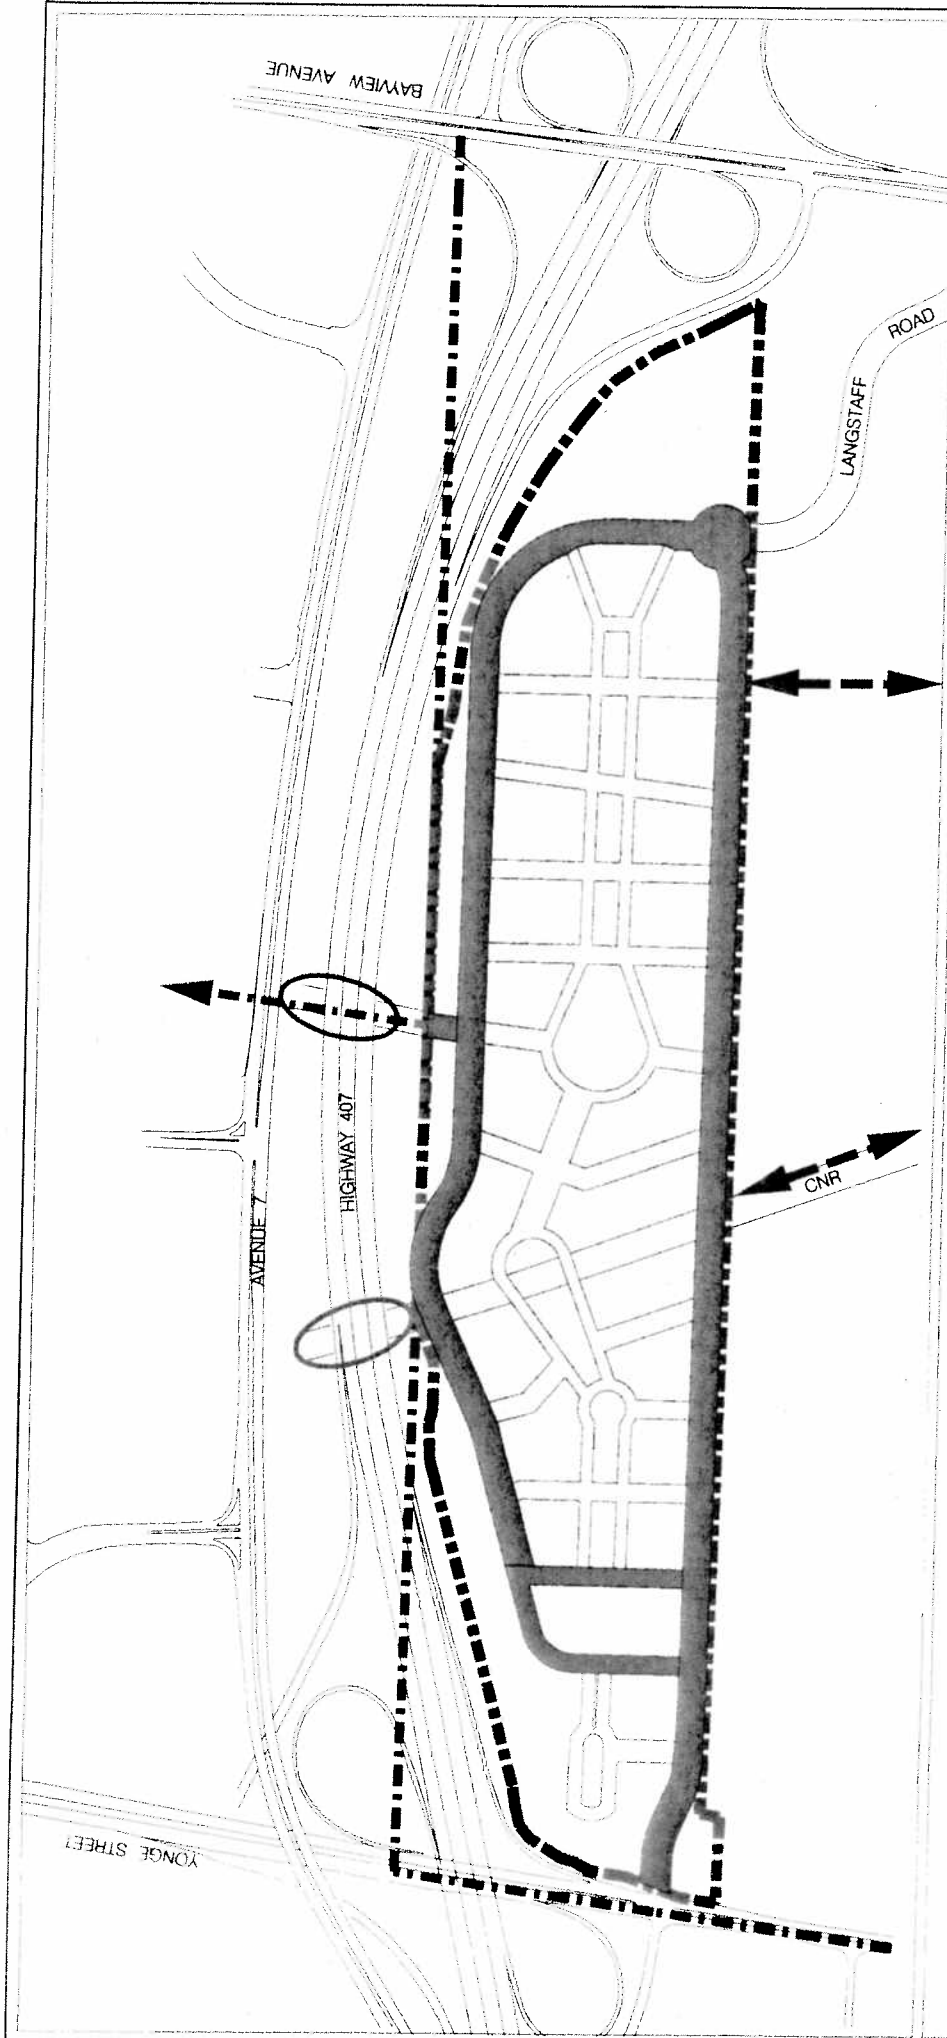 BAYVIEW AVENUE
ROAD
LANGSTAFF
HIGHWAY 407
CNR
AVENUE 7
YONGE STREET